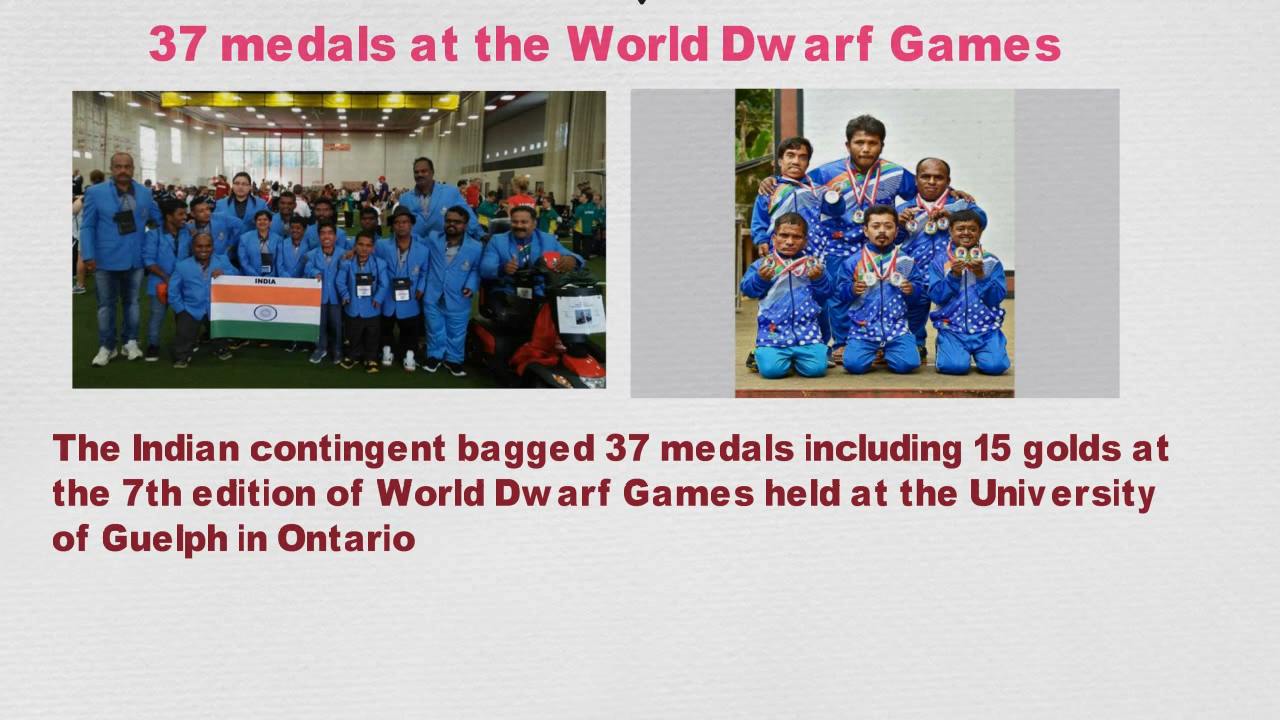 37 medals at the World Dwarf Games
INDIA
The Indian contingent bagged 37 medals including 15 golds at
the 7th edition of World Dwarf Games held at the University
of Guelph in Ontario